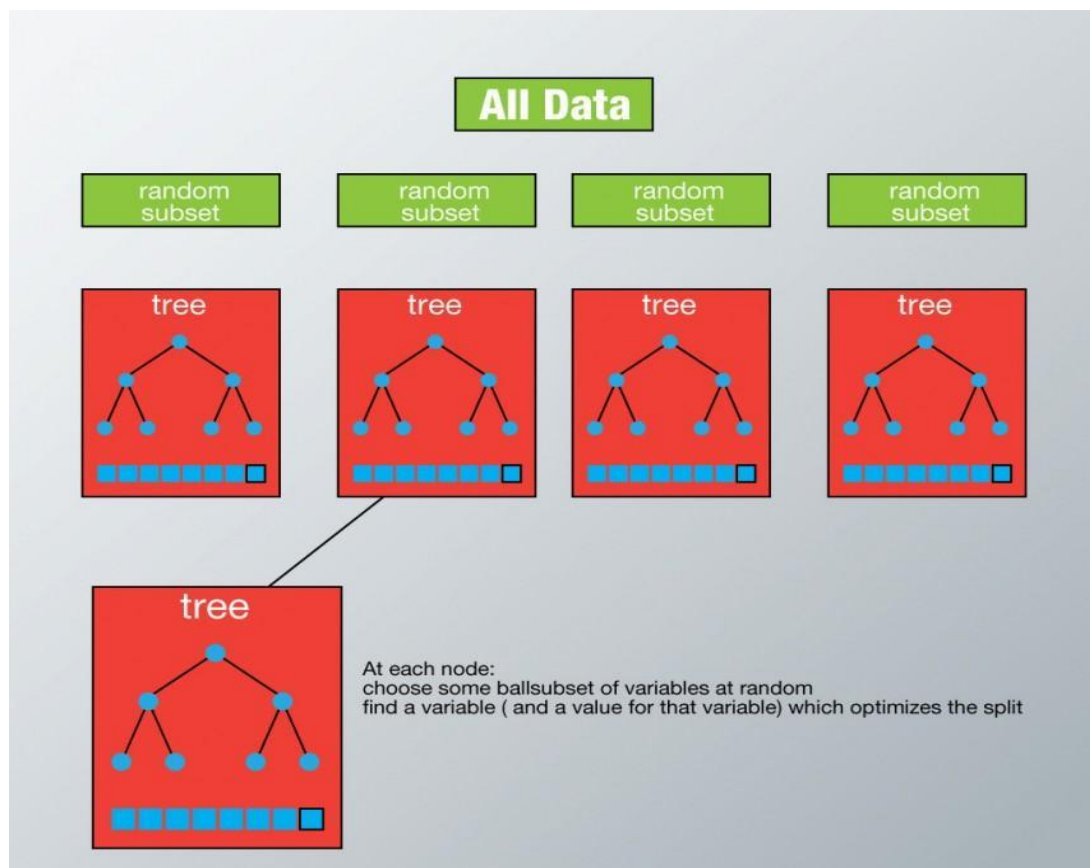 All Data
random
subset
random
subset
random
subset
random
subset
tree
tree
tree
tree
tree
At each node:
choose some ballsubset of variables at random
find a variable ( and a value for that variable) which optimizes the split